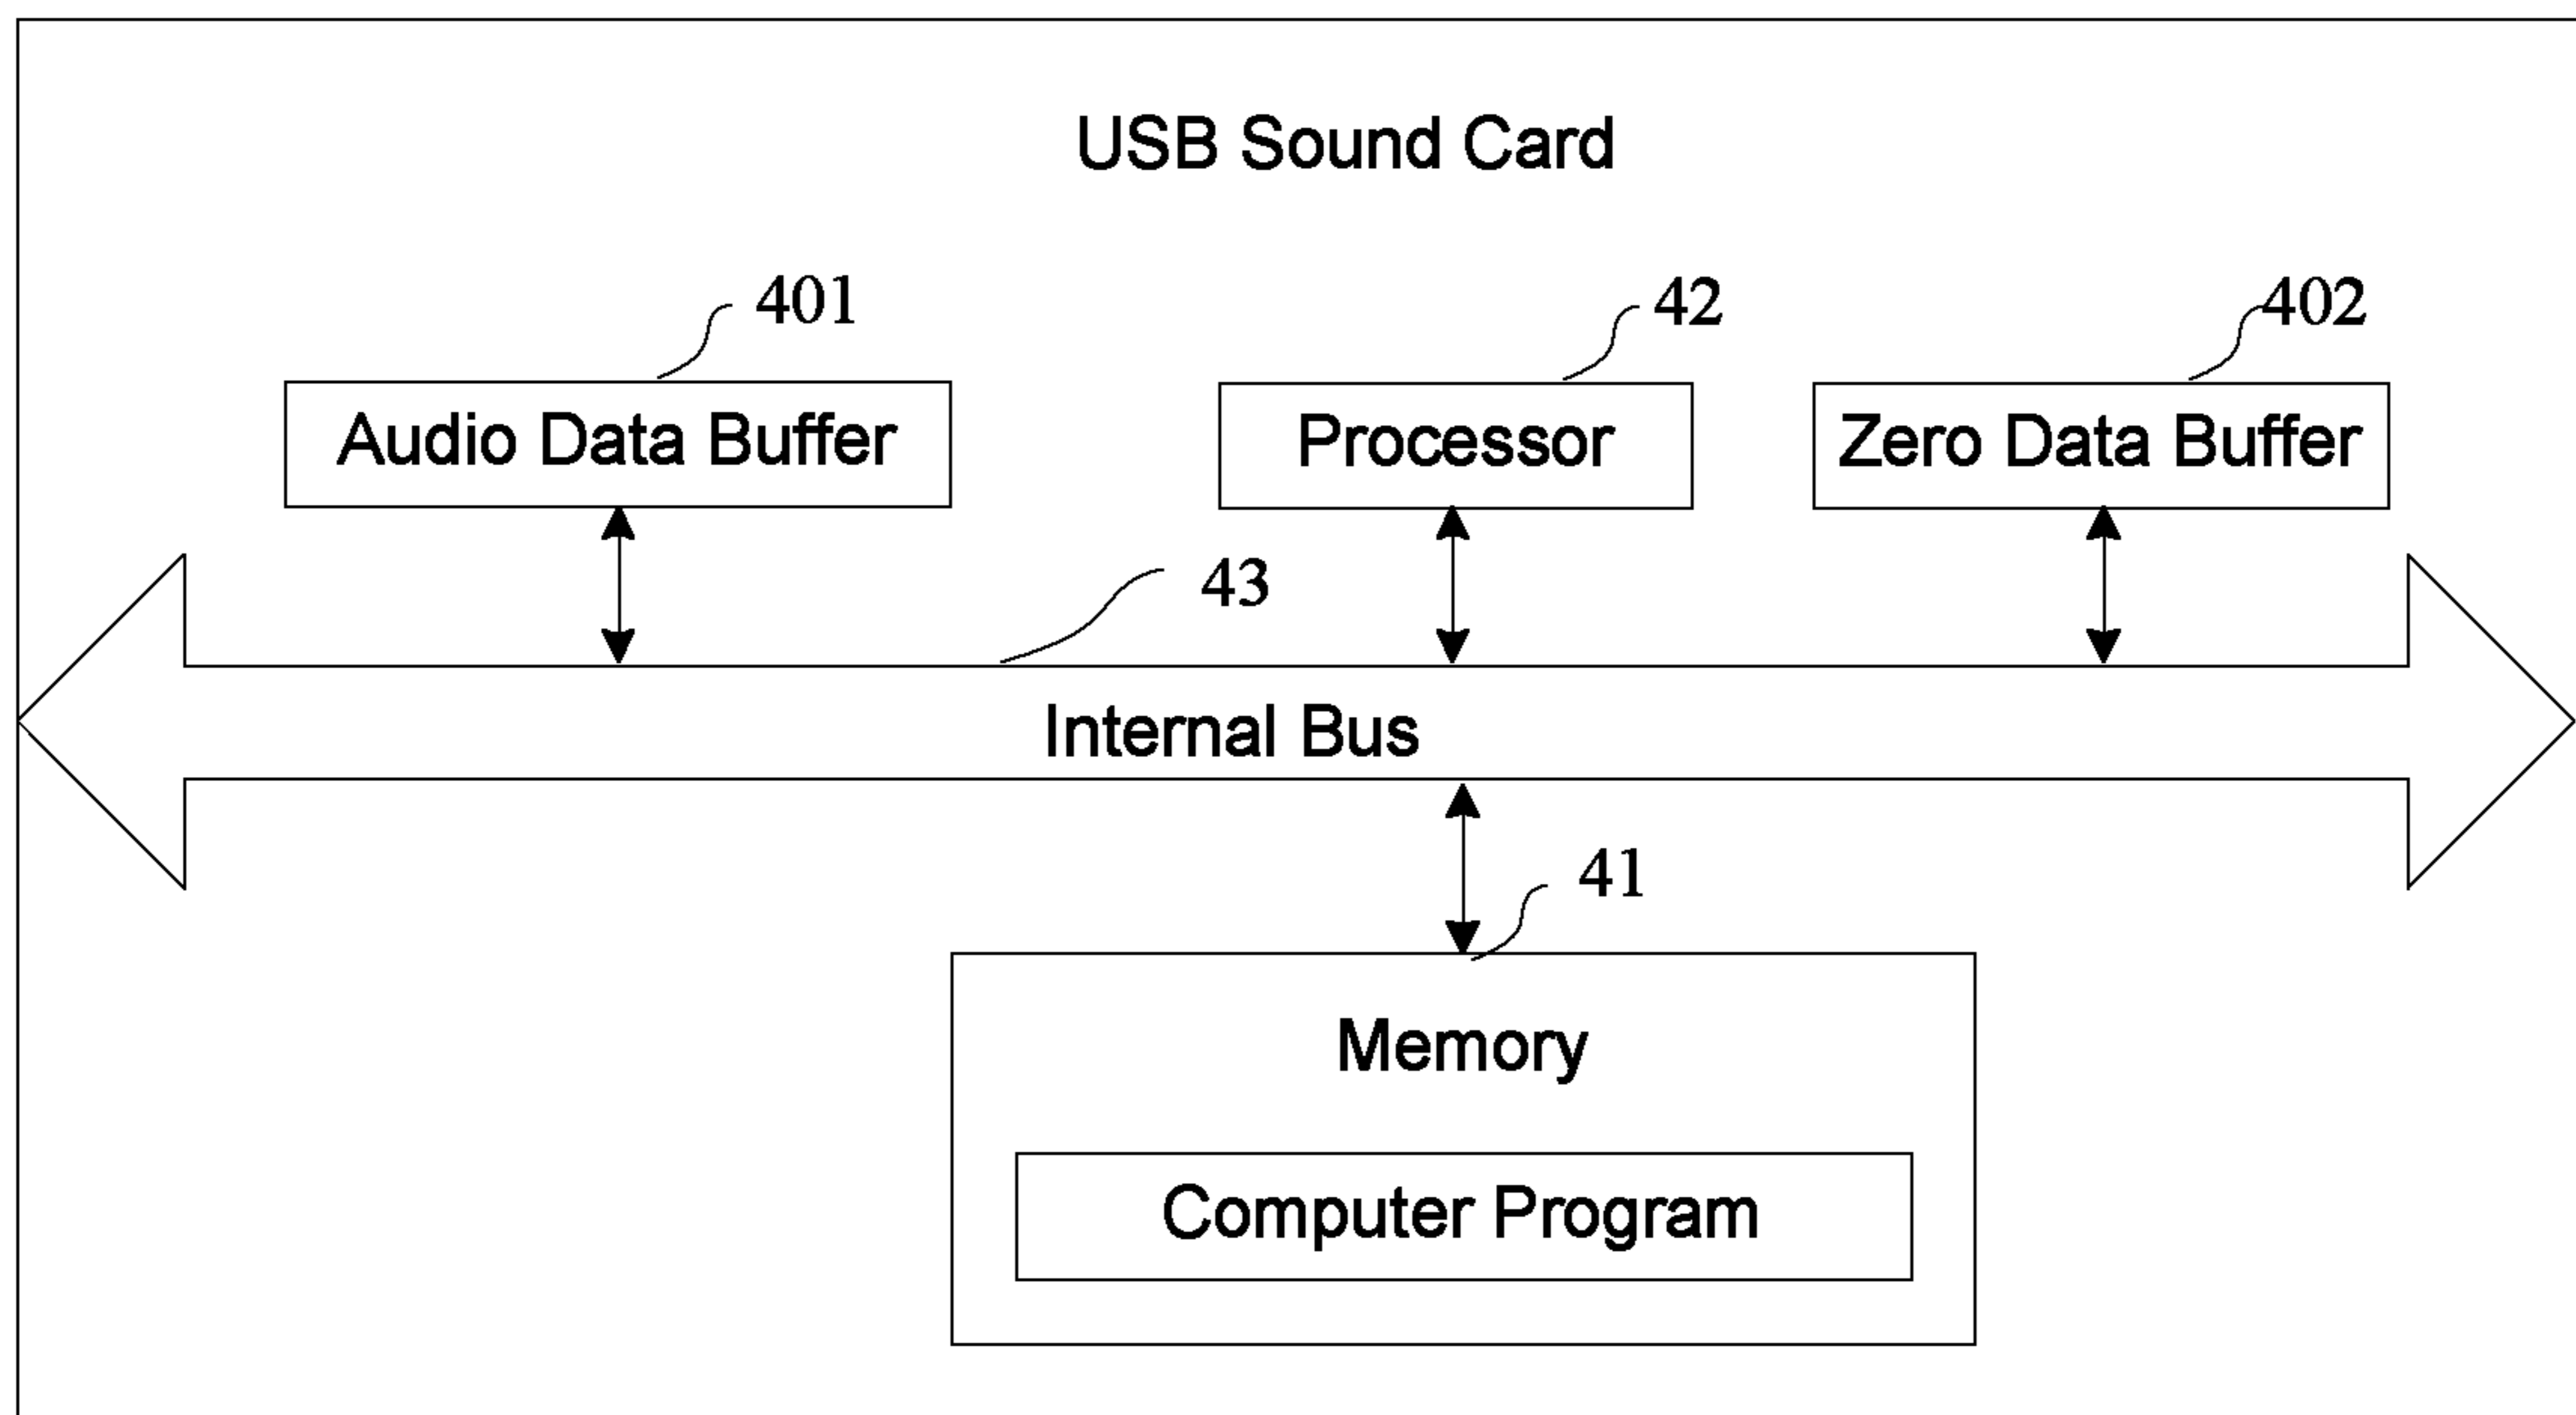 USB Sound Card
401
42
402
Audio Data Buffer
Processor
Zero Data Buffer
43
Internal Bus
41
Memory
Computer Program